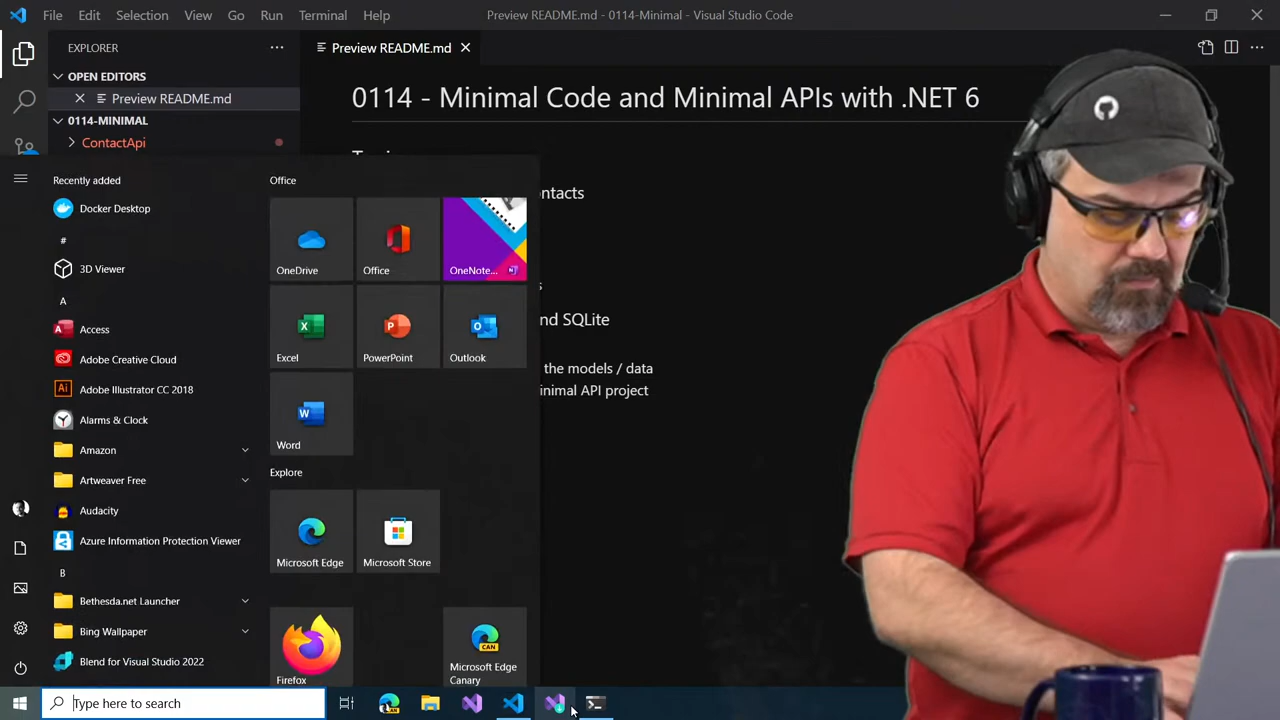 File Edit Selection View Go Run Terminal Help
Preview README.md - 0114-Minimal - Visual Studio Code
EXPLORER
OPEN EDITORS
Preview README.md
0114-MINIMAL
ContactApi
Preview README.md
0114 - Minimal Code and Minimal APIs with .NET 6
ontacts
s
nd SQLite
the models / data
inimal API project
Recently added
Docker Desktop
#
3D Viewer
A
Access
Adobe Creative Cloud
Adobe Illustrator CC 2018
Alarms & Clock
Amazon
Artweaver Free
Audacity
Azure Information Protection Viewer
B
Bethesda.net Launcher
Bing Wallpaper
Blend for Visual Studio 2022
Office
OneDrive
Office
OneNote...
Excel
PowerPoint
Outlook
Word
Explore
Microsoft Edge
Microsoft Store
Firefox
Microsoft Edge
Canary
CAN
Type here to search